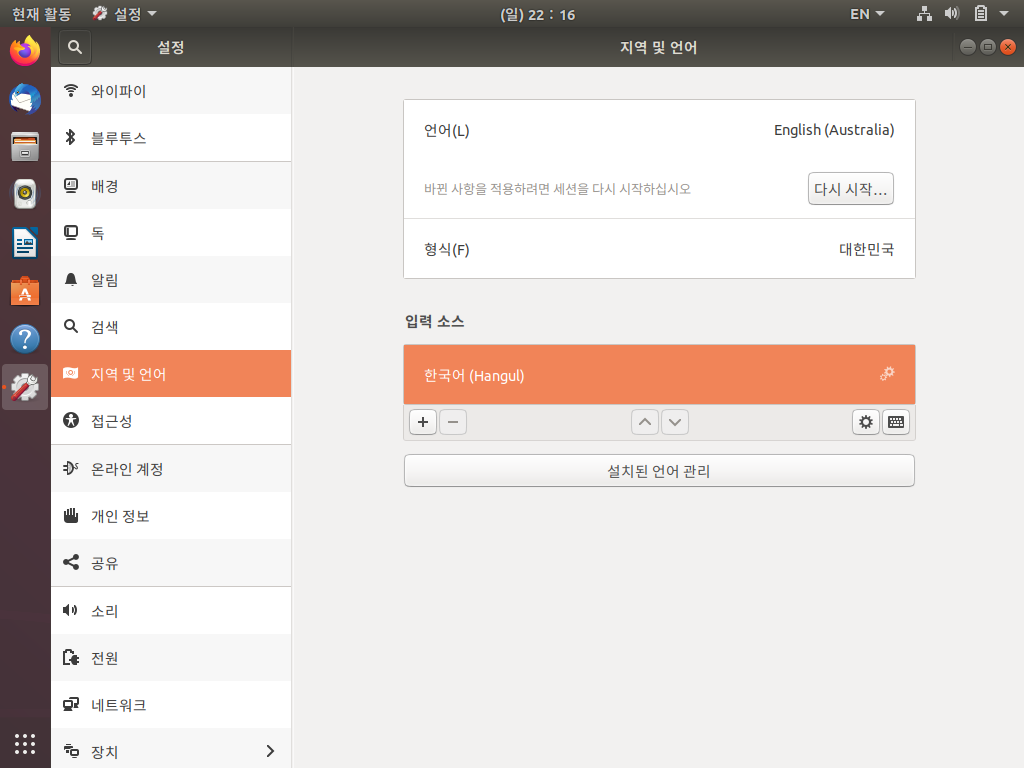 현재 활동 설정 (일) 22 : 16 EN
설정 지역 및 언어
와이파이
블루투스
배경
독
알림
검색
지역 및 언어
접근성
온라인 계정
개인 정보
공유
소리
전원
네트워크
장치
언어(L) English (Australia)
바뀐 사항을 적용하려면 세션을 다시 시작하십시오 다시 시작...
형식(F) 대한민국
입력 소스
한국어 (Hangul)
설치된 언어 관리